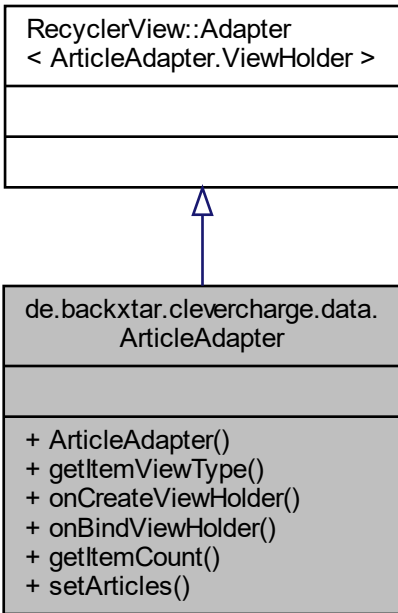 RecyclerView::Adapter
< ArticleAdapter.ViewHolder >
de.backxtar.clevercharge.data.
ArticleAdapter
+ ArticleAdapter()
+ getItemViewType()
+ onCreateViewHolder()
+ onBindViewHolder()
+ getItemCount()
+ setArticles()